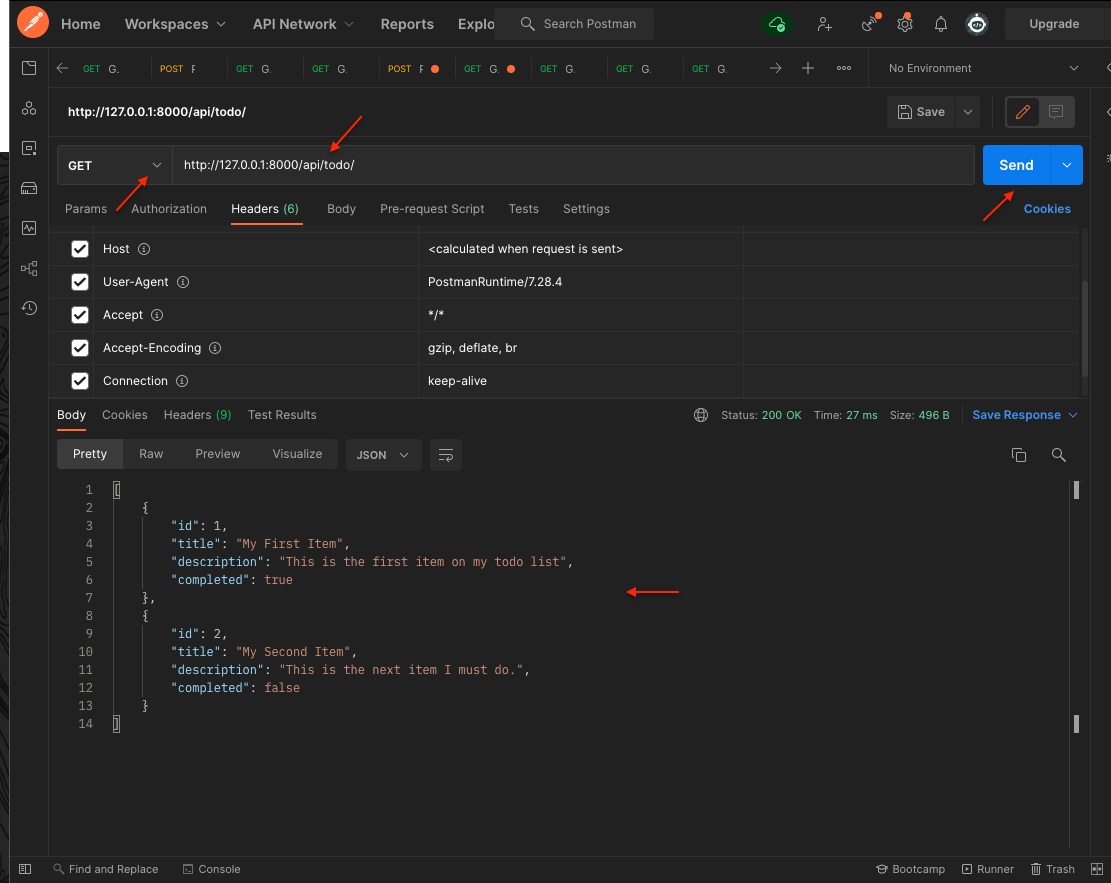 Home Workspaces API Network Reports Explo Search Postman Upgrade
GET G. POST F GET G. GET G. POST F GET G. GET G. GET G. GET G. No Environment
http://127.0.0.1:8000/api/todo/ Save
GET http://127.0.0.1:8000/api/todo/ Send
Params Authorization Headers (6) Body Pre-request Script Tests Settings Cookies
Host <calculated when request is sent>
User-Agent PostmanRuntime/7.28.4
Accept */*
Accept-Encoding gzip, deflate, br
Connection keep-alive
Body Cookies Headers (9) Test Results Status: 200 OK Time: 27 ms Size: 496 B Save Response
Pretty Raw Preview Visualize JSON
1 [
2 {
3 "id": 1,
4 "title": "My First Item",
5 "description": "This is the first item on my todo list",
6 "completed": true
7 },
8 {
9 "id": 2,
10 "title": "My Second Item",
11 "description": "This is the next item I must do.",
12 "completed": false
13 }
14 ]
Find and Replace Console Bootcamp Runner Trash